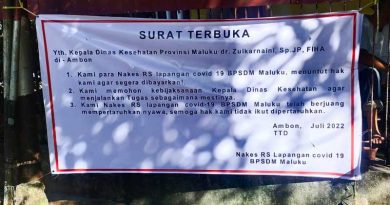 SURAT TERBUKA
Yth. Kepala Dinas Kesehatan Provinsi Maluku dr. Zulkarnaini, Sp.JP, FIHA
di - Ambon
1. Kami para Nakes RS lapangan covid 19 BPSDM Maluku, menuntut hak
kami agar segera dibayarkan!.
2. Kami memohon kebijaksanaan Kepala Dinas Kesehatan agar
menjalankan Tugas sebagaimana mestinya.
3. Kami Nakes RS lapangan covid-19 BPSDM Maluku telah berjuang
mempertaruhkan nyawa, semoga hak kami tidak ikut dipertaruhkan.
Ambon, Juli 2022
TTD
Nakes RS Lapangan covid 19
BPSDM Maluku